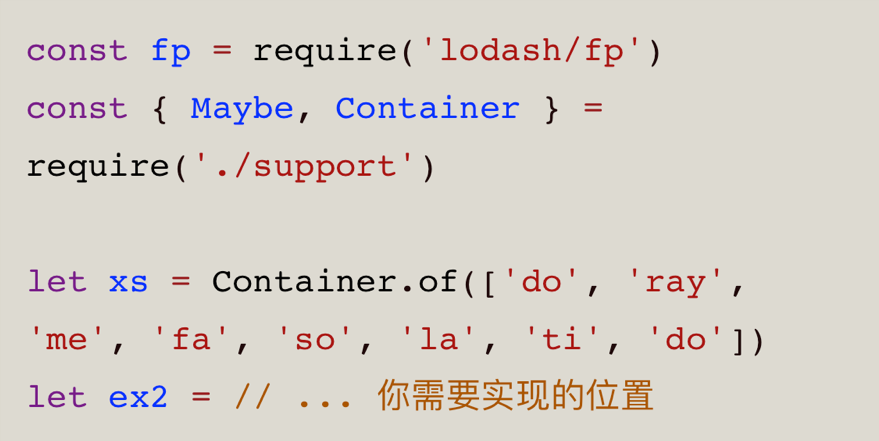 const fp = require('lodash/fp')
const { Maybe, Container } =
require('./support')
let xs = Container.of(['do', 'ray',
'me', 'fa', 'so', 'la', 'ti', 'do'])
let ex2 = // ... 你需要实现的位置